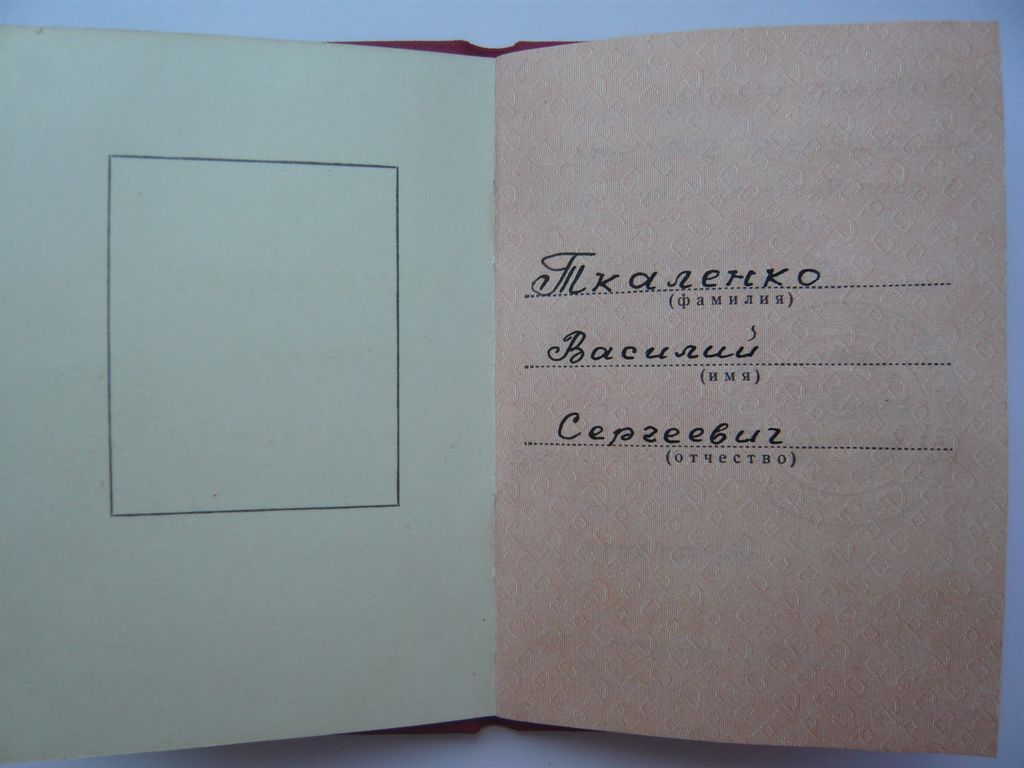 Ткаленко
(фамилия)
Василий
(имя)
Сергеевич
(отчество)